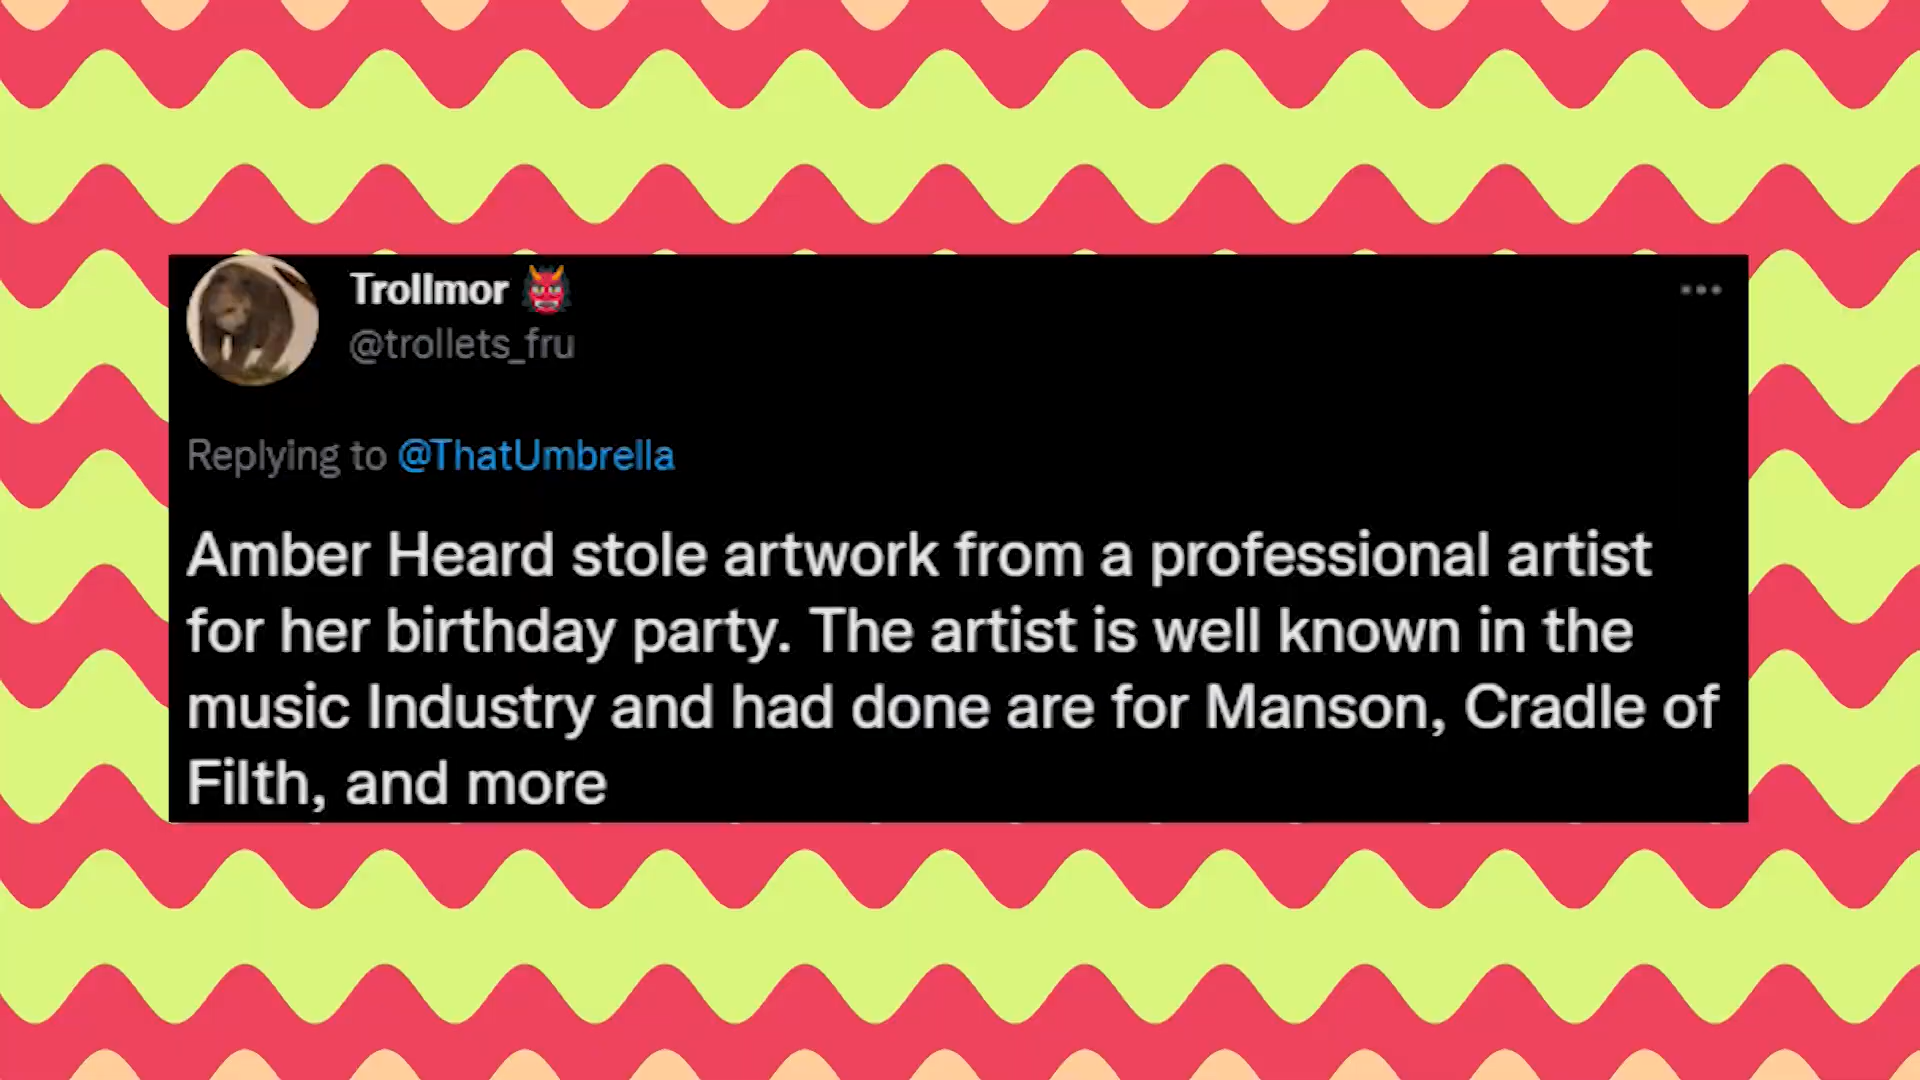 Trollmor 👹
@trollets_fru
Replying to @ThatUmbrella
Amber Heard stole artwork from a professional artist
for her birthday party. The artist is well known in the
music Industry and had done are for Manson, Cradle of
Filth, and more